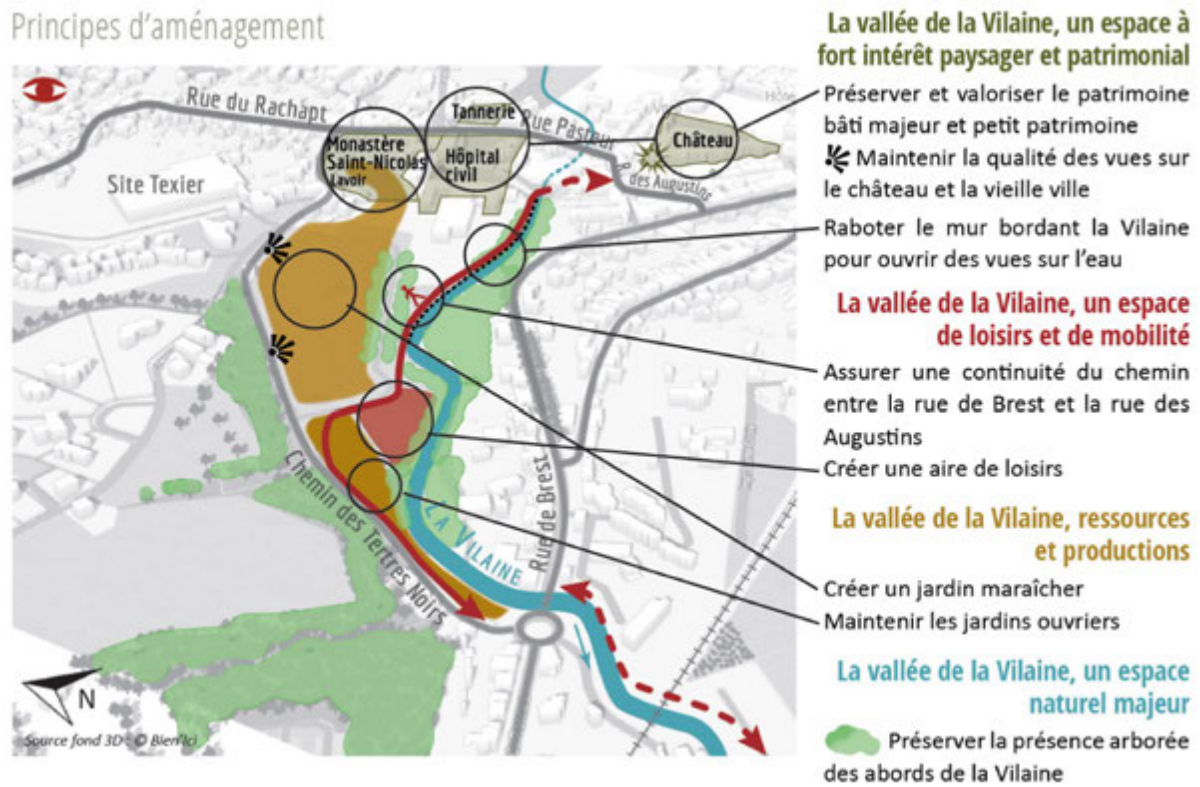 Principes d'aménagement
Rue du Rachapt
Tannerie
Rue Pasteur
Monastère
Saint-Nicolas
Lavoir
Hôpital
civil
Château
R. des Augustins
Site Texier
Chemin des Tertres Noirs
LA VILAINE
Rue de Brest
N
Source fond 3D : © Bien'Ici
La vallée de la Vilaine, un espace à
fort intérêt paysager et patrimonial
Préserver et valoriser le patrimoine
bâti majeur et petit patrimoine
Maintenir la qualité des vues sur
le château et la vieille ville
Raboter le mur bordant la Vilaine
pour ouvrir des vues sur l'eau
La vallée de la Vilaine, un espace
de loisirs et de mobilité
Assurer une continuité du chemin
entre la rue de Brest et la rue des
Augustins
Créer une aire de loisirs
La vallée de la Vilaine, ressources
et productions
Créer un jardin maraîcher
Maintenir les jardins ouvriers
La vallée de la Vilaine, un espace
naturel majeur
Préserver la présence arborée
des abords de la Vilaine